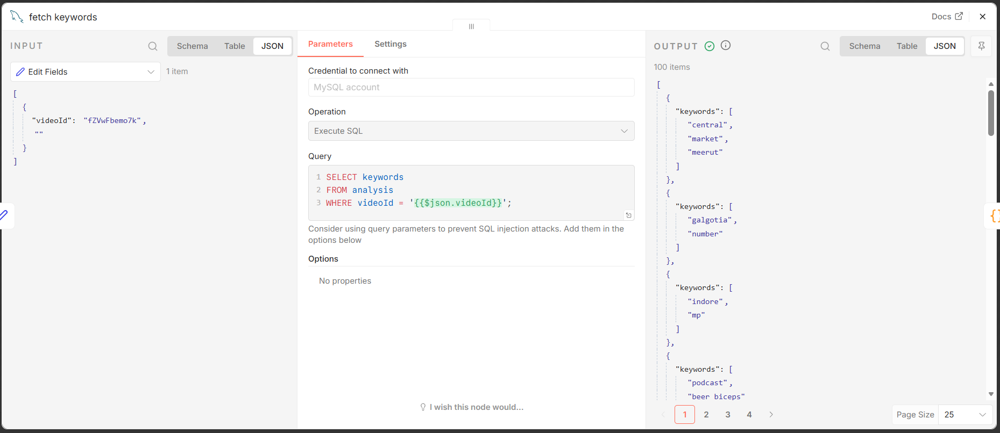 fetch keywords
Docs
INPUT
Schema
Table
JSON
Edit Fields
1 item
[
{
"videoId": "fZVwFbemo7k",
""
}
]
Parameters
Settings
Credential to connect with
MySQL account
Operation
Execute SQL
Query
1 SELECT keywords
2 FROM analysis
3 WHERE videoId = '{{$json.videoId}}';
Consider using query parameters to prevent SQL injection attacks. Add them in the
options below
Options
No properties
I wish this node would...
OUTPUT
Schema
Table
JSON
100 items
[
{
"keywords": [
"central",
"market",
"meerut"
]
},
{
"keywords": [
"galgotia",
"number"
]
},
{
"keywords": [
"indore",
"mp"
]
},
{
"keywords": [
"podcast",
"beer biceps"
1 2 3 4
Page Size 25